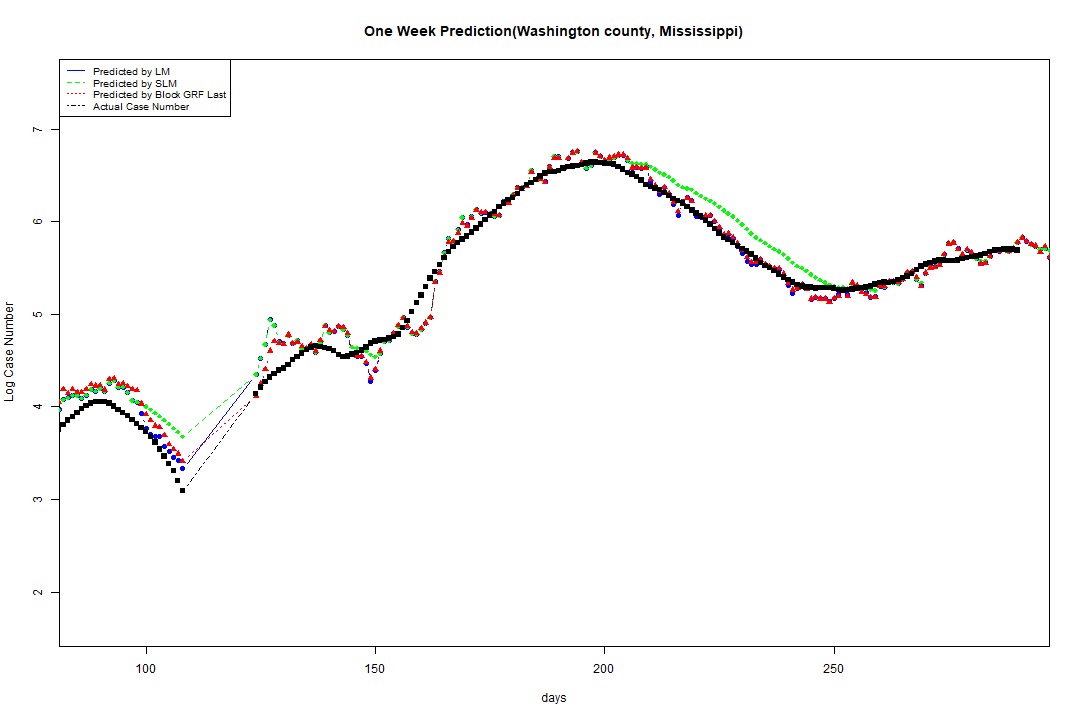 One Week Prediction(Washington county, Mississippi)
Predicted by LM
Predicted by SLM
Predicted by Block GRF Last
Actual Case Number
7
6
5
4
3
2
Log Case Number
100 150 200 250
days